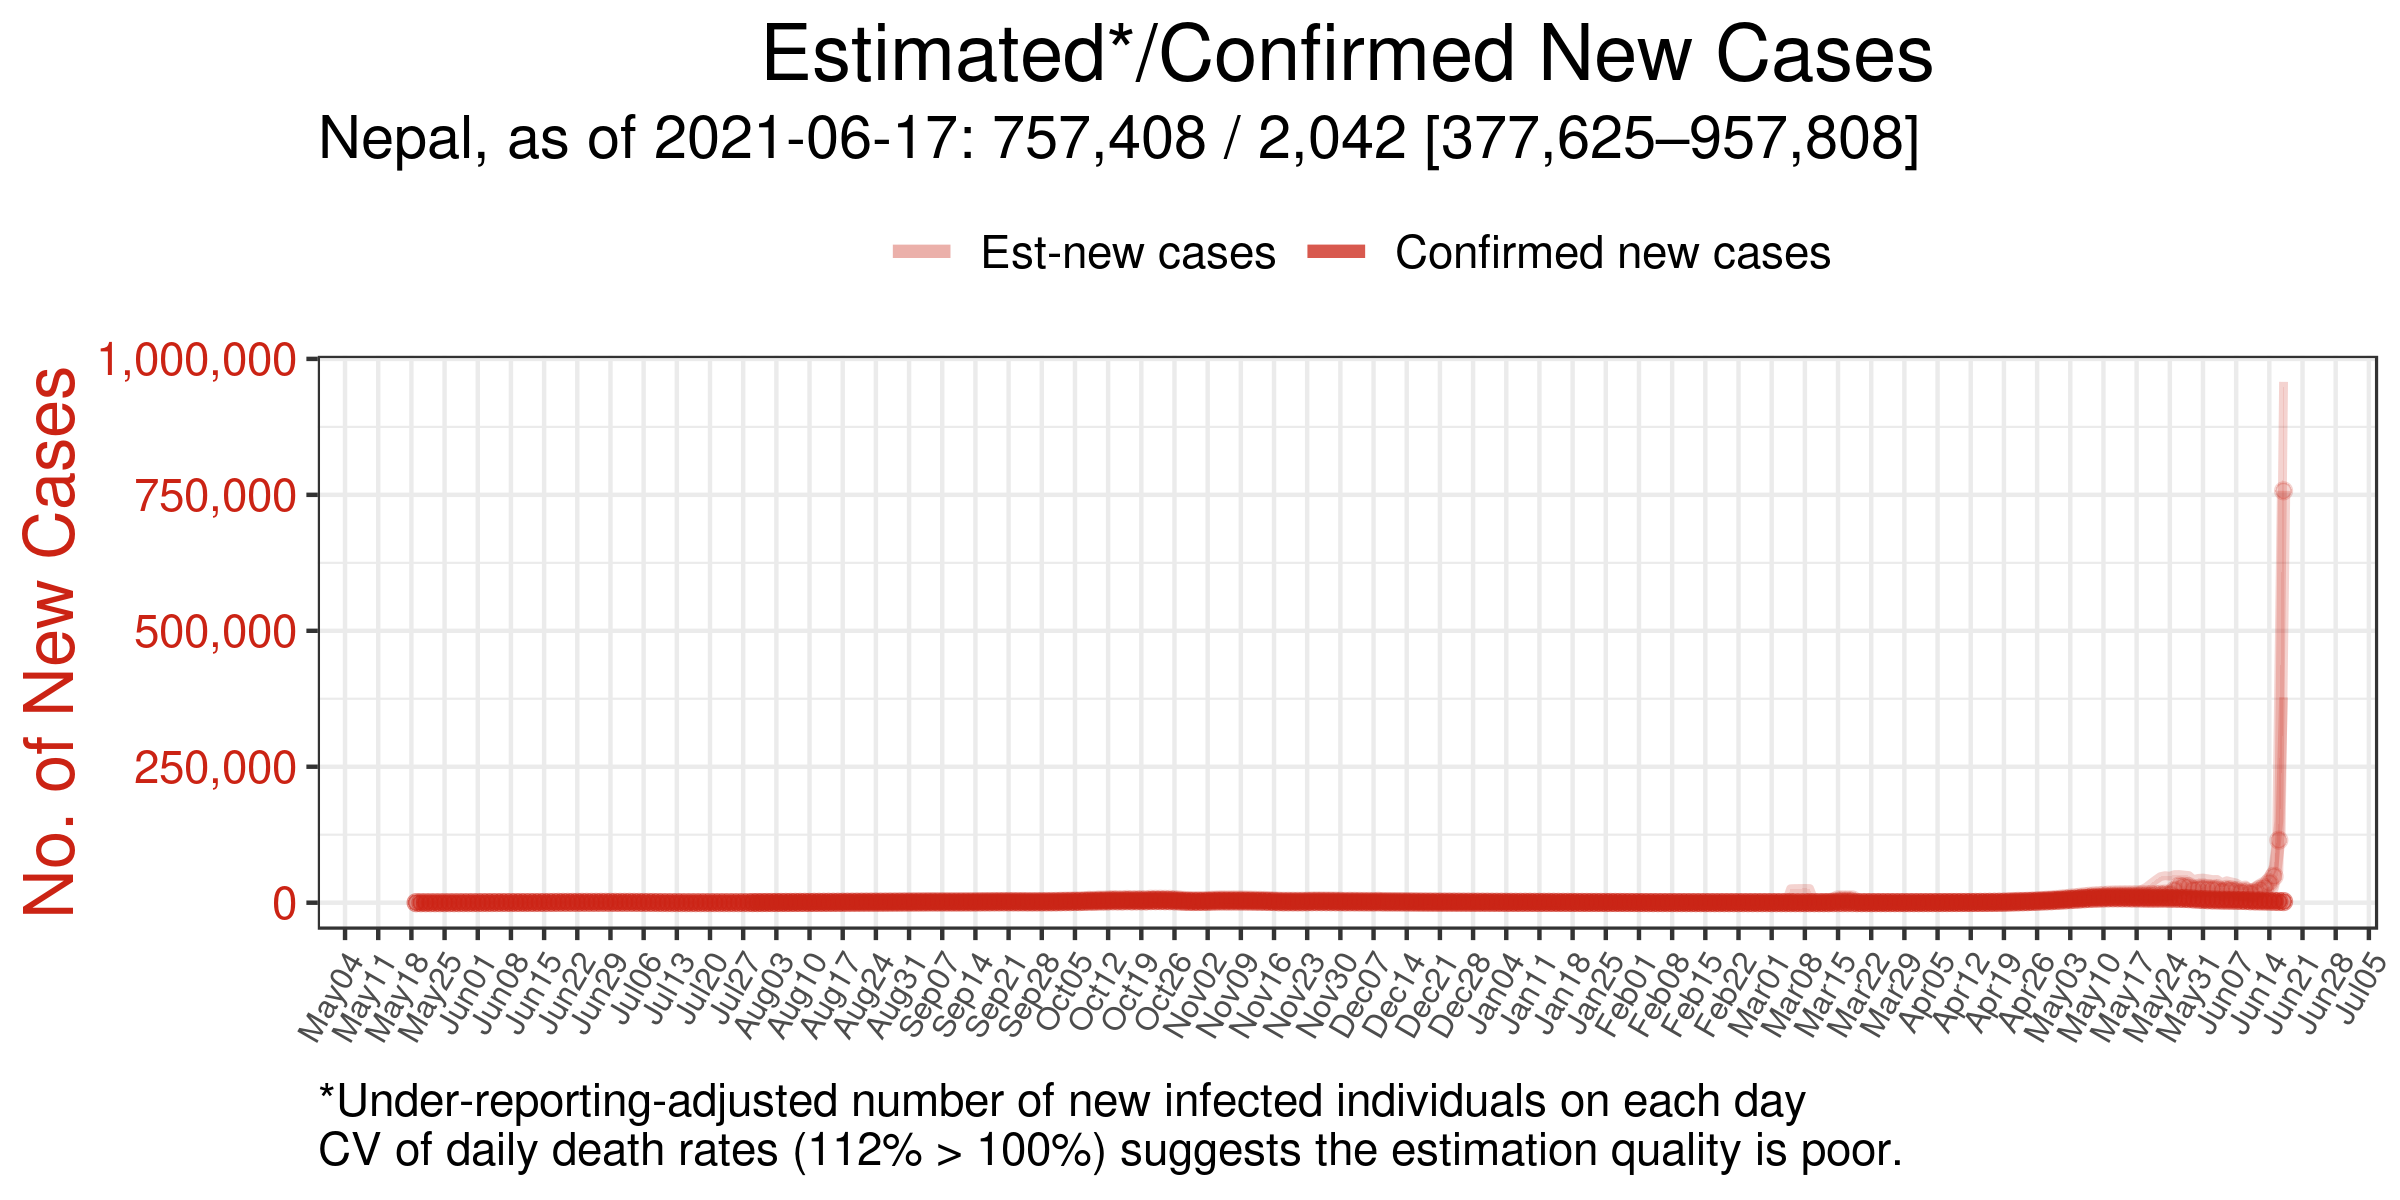 Estimated*/Confirmed New Cases
Nepal, as of 2021-06-17: 757,408 / 2,042 [377,625–957,808]
Est-new cases Confirmed new cases
No. of New Cases
1,000,000
750,000
500,000
250,000
0
May04 May11 May18 May25 Jun01 Jun08 Jun15 Jun22 Jun29 Jul06 Jul13 Jul20 Jul27 Aug03 Aug10 Aug17 Aug24 Aug31 Sep07 Sep14 Sep21 Sep28 Oct05 Oct12 Oct19 Oct26 Nov02 Nov09 Nov16 Nov23 Nov30 Dec07 Dec14 Dec21 Dec28 Jan04 Jan11 Jan18 Jan25 Feb01 Feb08 Feb15 Feb22 Mar01 Mar08 Mar15 Mar22 Mar29 Apr05 Apr12 Apr19 Apr26 May03 May10 May17 May24 May31 Jun07 Jun14 Jun21 Jun28 Jul05
*Under-reporting-adjusted number of new infected individuals on each day
CV of daily death rates (112% > 100%) suggests the estimation quality is poor.